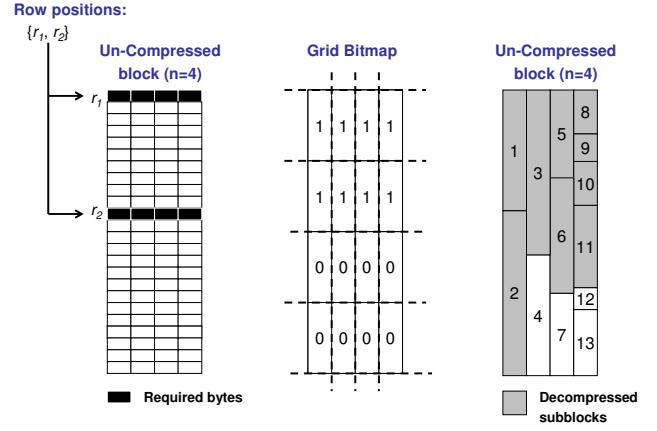 Row positions:
{r1, r2}
Un-Compressed
block (n=4)
Grid Bitmap
Un-Compressed
block (n=4)
r1
r2
1 1 1 1
1 1 1 1
0 0 0 0
0 0 0 0
1
2
3
4
5
6
7
8
9
10
11
12
13
Required bytes
Decompressed
subblocks